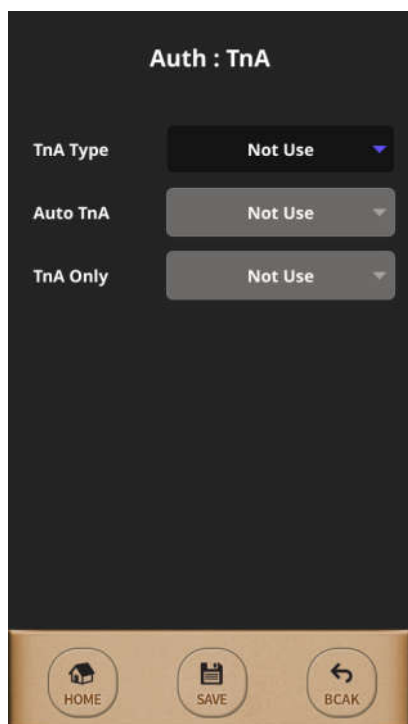 Auth : TnA
TnA Type Not Use
Auto TnA Not Use
TnA Only Not Use
HOME SAVE BCAK